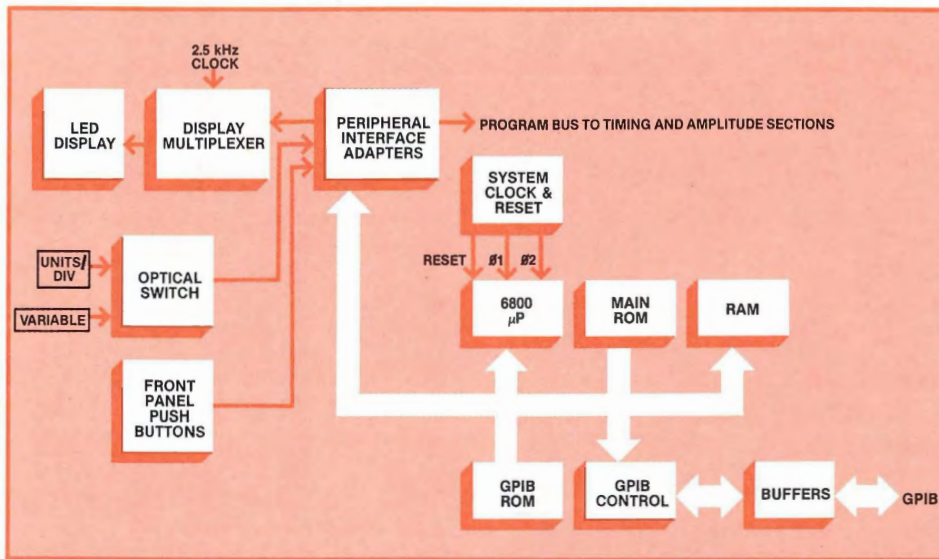 2.5 kHz
CLOCK
LED
DISPLAY
DISPLAY
MULTIPLEXER
PERIPHERAL
INTERFACE
ADAPTERS
PROGRAM BUS TO TIMING AND AMPLITUDE SECTIONS
SYSTEM
CLOCK &
RESET
UNITS/
DIV
OPTICAL
SWITCH
VARIABLE
RESET
Ø1
Ø2
6800
µP
MAIN
ROM
RAM
FRONT
PANEL
PUSH
BUTTONS
GPIB
ROM
GPIB
CONTROL
BUFFERS
GPIB